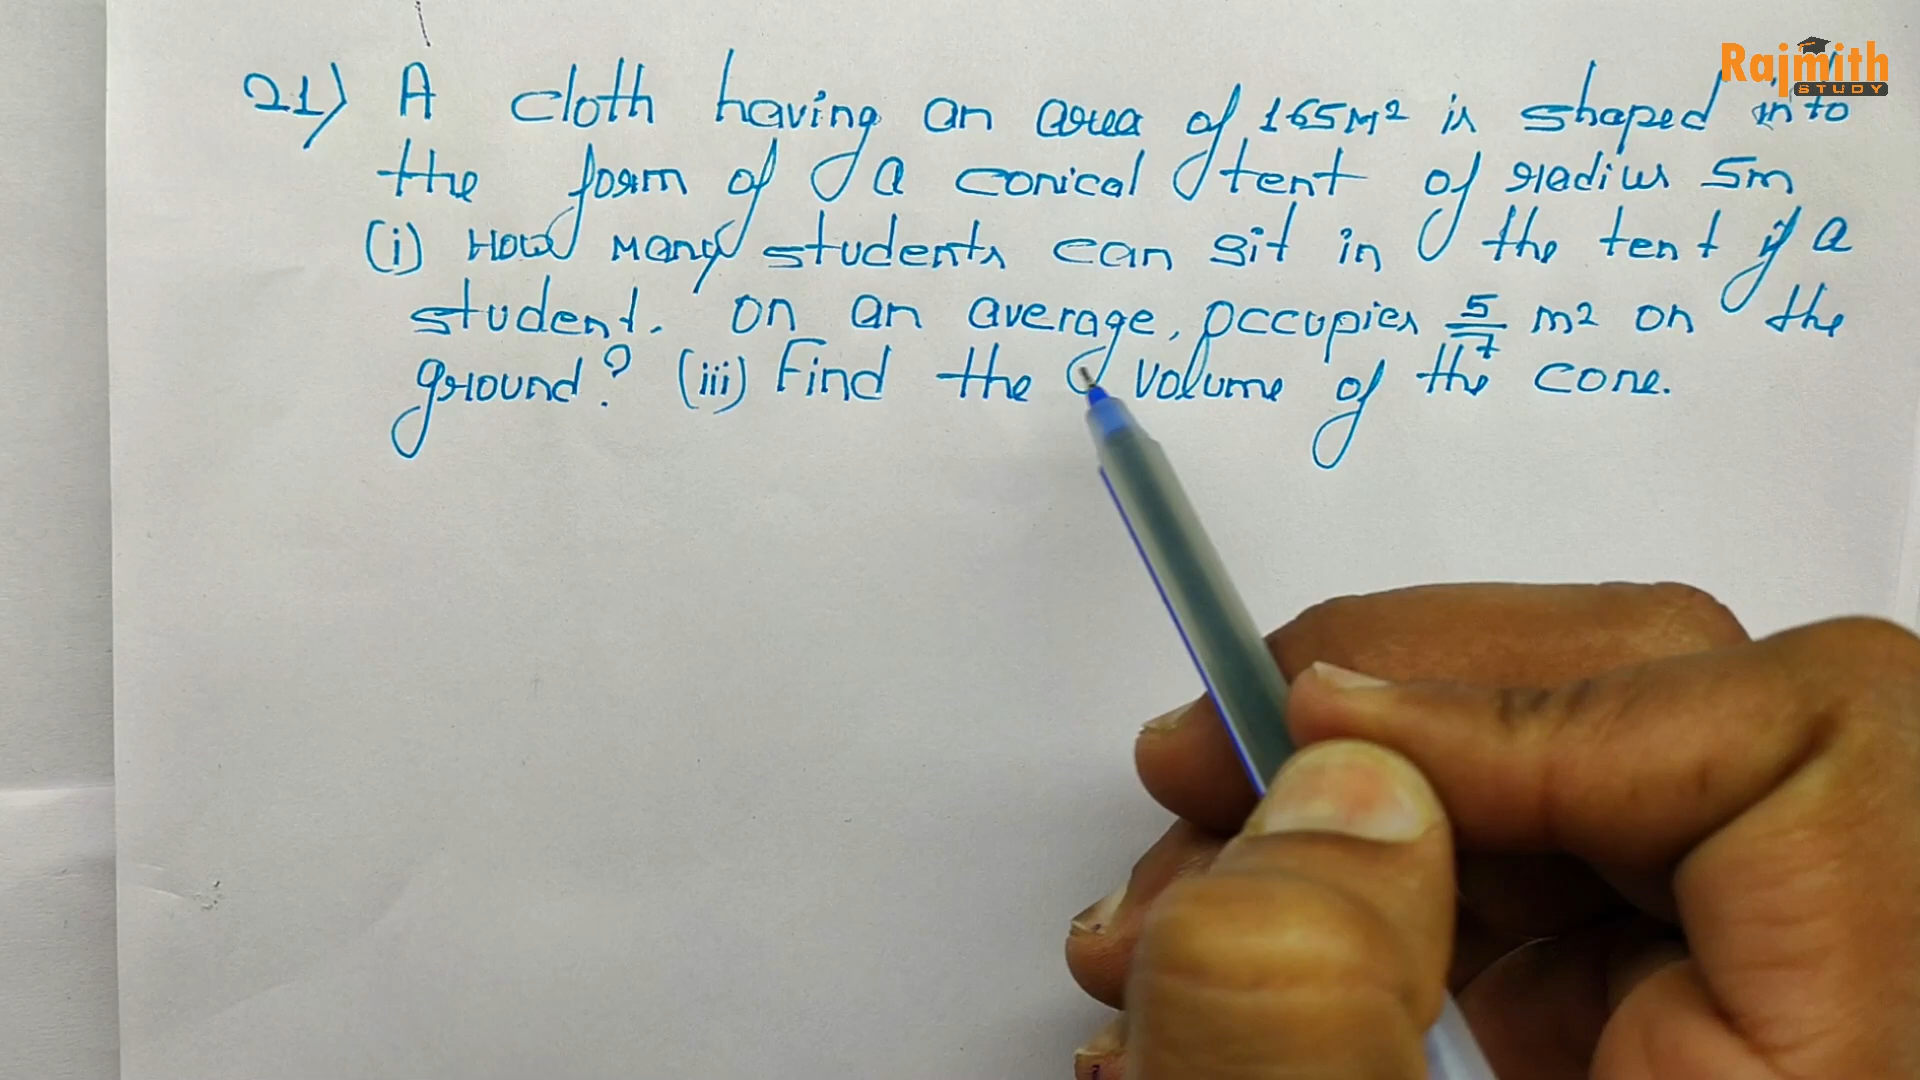 Rajmith
STUDY
21) A cloth having an area of 165M² is shaped into
the form of a conical tent of radius 5m
(i) How Many students can sit in the tent if a
student. on an average, occupies 5/7 m² on the
ground? (iii) Find the volume of the cone.